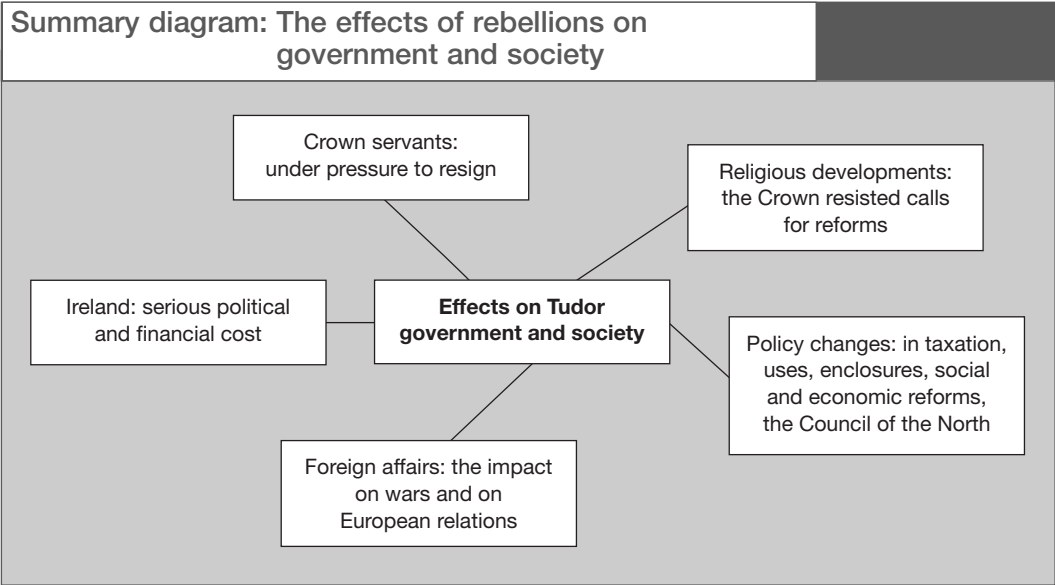 Summary diagram: The effects of rebellions on
government and society
Crown servants:
under pressure to resign
Religious developments:
the Crown resisted calls
for reforms
Ireland: serious political
and financial cost
Effects on Tudor
government and society
Policy changes: in taxation,
uses, enclosures, social
and economic reforms,
the Council of the North
Foreign affairs: the impact
on wars and on
European relations